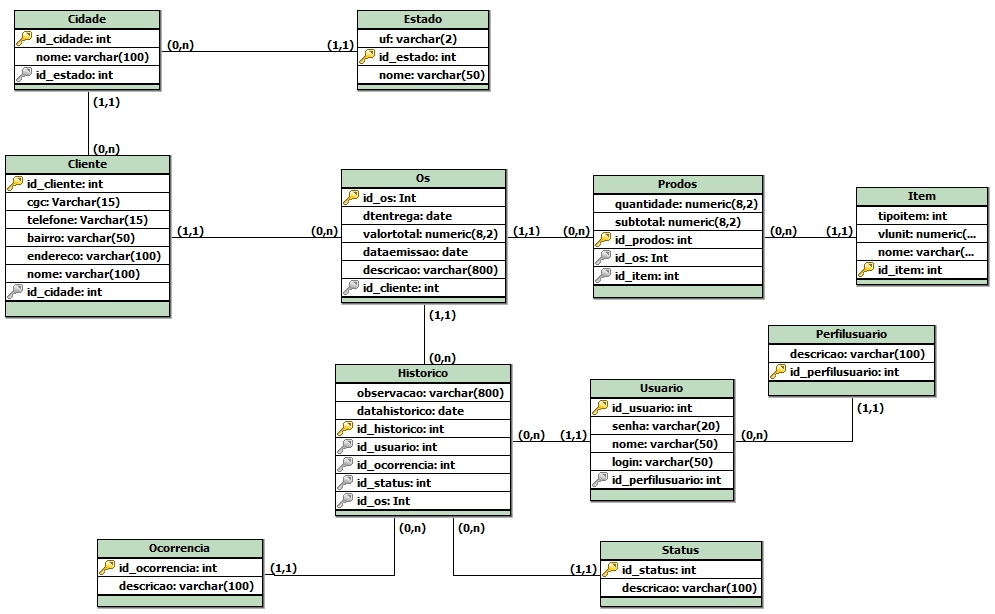 Cidade
id_cidade: int
nome: varchar(100)
id_estado: int
(0,n)
(1,1)
Estado
uf: varchar(2)
id_estado: int
nome: varchar(50)
(1,1)
(0,n)
Cliente
id_cliente: int
cgc: Varchar(15)
telefone: Varchar(15)
bairro: varchar(50)
endereco: varchar(100)
nome: varchar(100)
id_cidade: int
(1,1)
(0,n)
Os
id_os: Int
dtentrega: date
valortotal: numeric(8,2)
dataemissao: date
descricao: varchar(800)
id_cliente: int
(1,1)
(0,n)
Prodos
quantidade: numeric(8,2)
subtotal: numeric(8,2)
id_prodos: int
id_os: Int
id_item: int
(0,n)
(1,1)
Item
tipoitem: int
vlunit: numeric(...
nome: varchar(...
id_item: int
(1,1)
(0,n)
Historico
observacao: varchar(800)
datahistorico: date
id_historico: int
id_usuario: int
id_ocorrencia: int
id_status: int
id_os: Int
(0,n)
(1,1)
Usuario
id_usuario: int
senha: varchar(20)
nome: varchar(50)
login: varchar(50)
id_perfilusuario: int
(0,n)
Perfilusuario
descricao: varchar(100)
id_perfilusuario: int
(1,1)
(0,n)
(0,n)
Ocorrencia
id_ocorrencia: int
descricao: varchar(100)
(1,1)
(1,1)
Status
id_status: int
descricao: varchar(100)